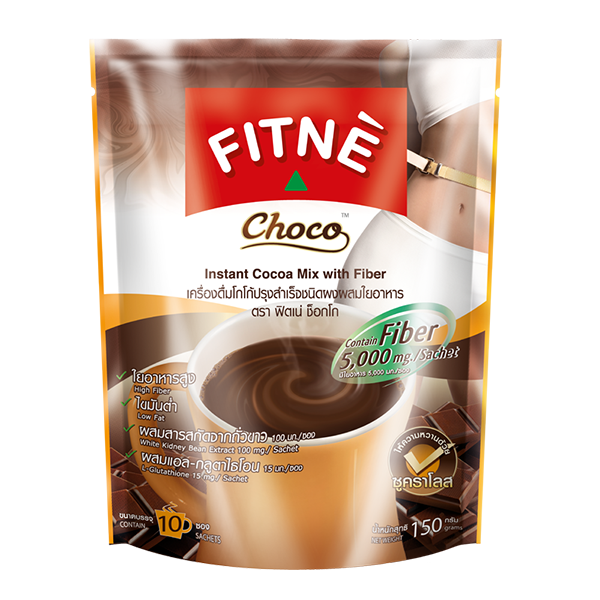 FITNÈ
Choco™
Instant Cocoa Mix with Fiber
เครื่องดื่มโกโก้ปรุงสำเร็จชนิดผงผสมใยอาหาร
ตรา ฟิตเน่ ช็อกโก
Contain Fiber
5,000 mg./Sachet
มีใยอาหาร 5,000 มก./ซอง
ใยอาหารสูง
High Fiber
ไขมันต่ำ
Low Fat
ผสมสารสกัดจากถั่วขาว 100 มก./ซอง
White Kidney Bean Extract 100 mg./ Sachet
ผสมแอล-กลูตาไธโอน 15 มก./ซอง
L-Glutathione 15 mg./ Sachet
ให้ความหวานด้วย
ซูคราโลส
ขนาดบรรจุ 10 ซอง
CONTAIN SACHETS
น้ำหนักสุทธิ 150 กรัม
NET WEIGHT grams